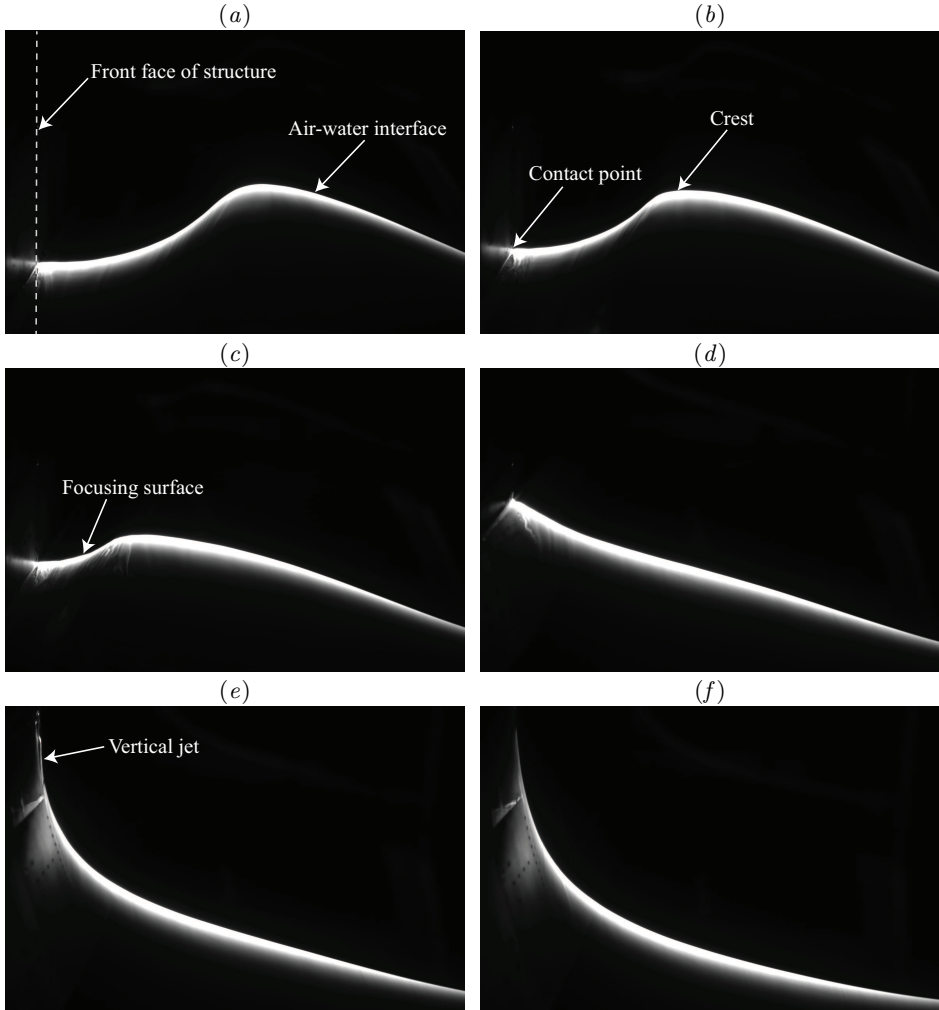 (a)
(b)
Front face of structure
Air-water interface
Crest
Contact point
(c)
(d)
Focusing surface
(e)
(f)
Vertical jet